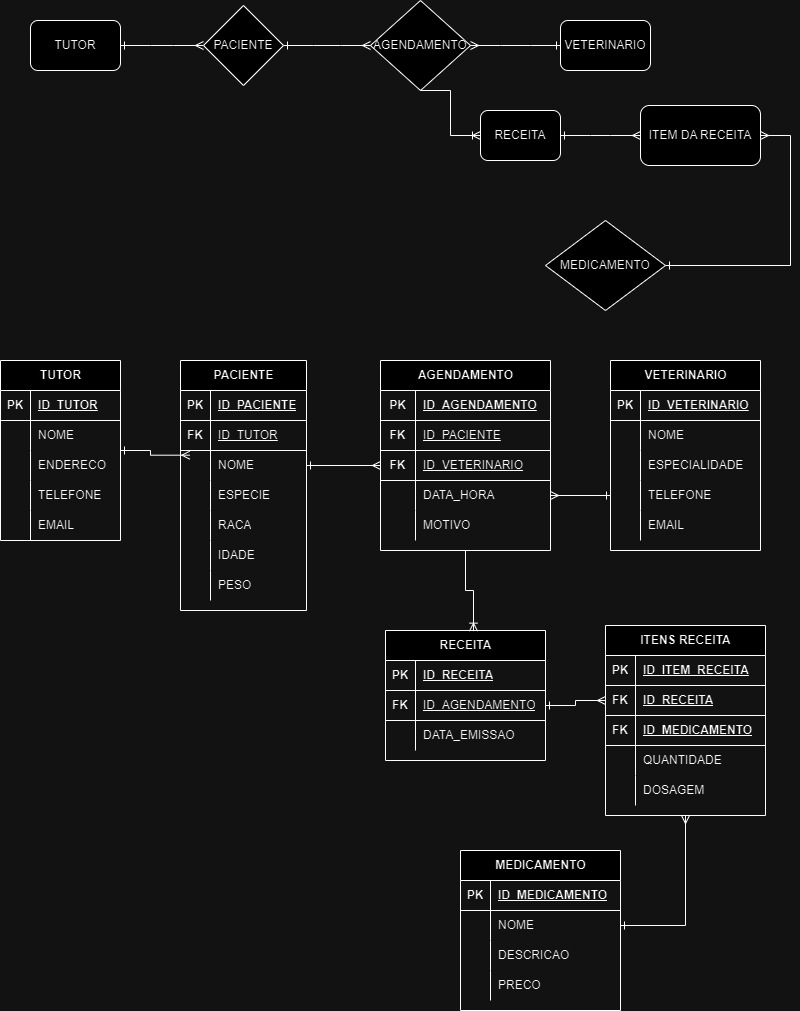 TUTOR
PACIENTE
AGENDAMENTO
VETERINARIO
RECEITA
ITEM DA RECEITA
MEDICAMENTO
TUTOR
PK ID_TUTOR
NOME
ENDERECO
TELEFONE
EMAIL
PACIENTE
PK ID_PACIENTE
FK ID_TUTOR
NOME
ESPECIE
RACA
IDADE
PESO
AGENDAMENTO
PK ID_AGENDAMENTO
FK ID_PACIENTE
FK ID_VETERINARIO
DATA_HORA
MOTIVO
VETERINARIO
PK ID_VETERINARIO
NOME
ESPECIALIDADE
TELEFONE
EMAIL
RECEITA
PK ID_RECEITA
FK ID_AGENDAMENTO
DATA_EMISSAO
ITENS RECEITA
PK ID_ITEM_RECEITA
FK ID_RECEITA
FK ID_MEDICAMENTO
QUANTIDADE
DOSAGEM
MEDICAMENTO
PK ID_MEDICAMENTO
NOME
DESCRICAO
PRECO